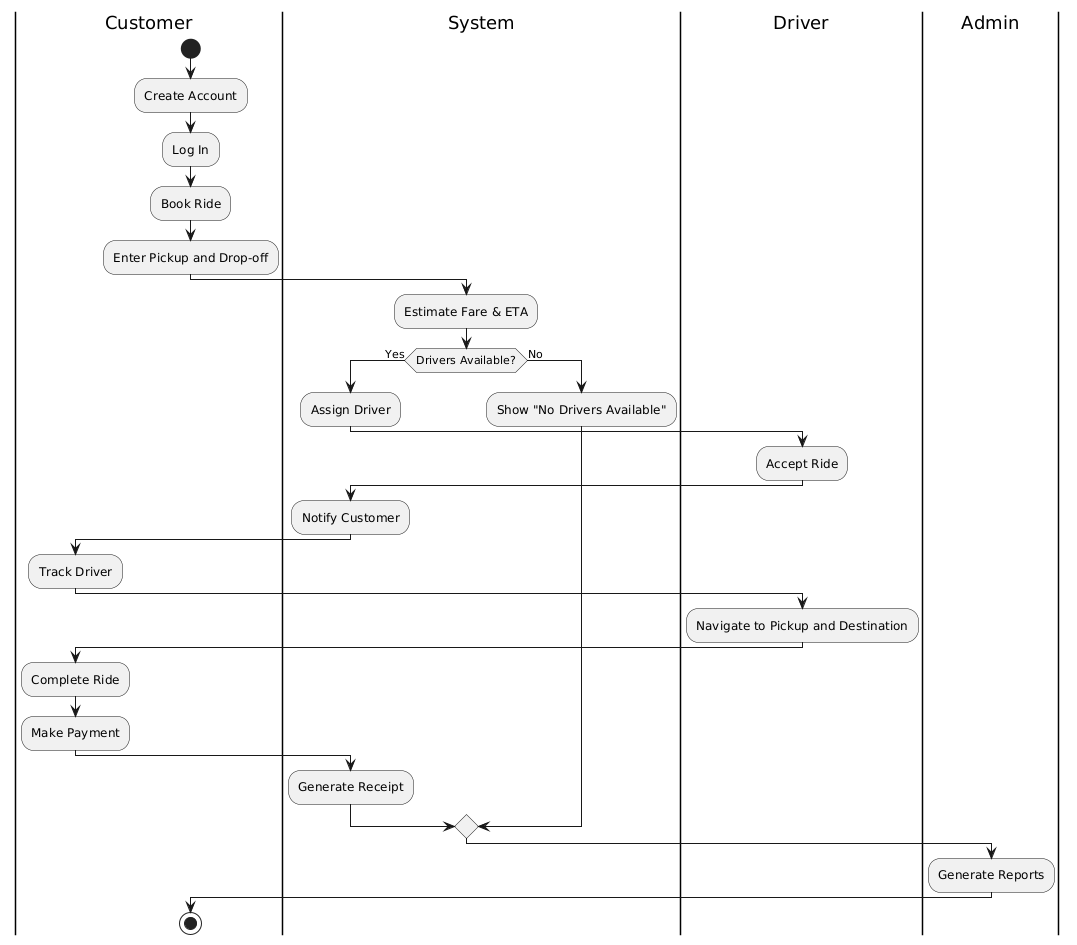 Customer
System
Driver
Admin
Create Account
Log In
Book Ride
Enter Pickup and Drop-off
Estimate Fare & ETA
Yes
Drivers Available?
No
Assign Driver
Show "No Drivers Available"
Accept Ride
Notify Customer
Track Driver
Navigate to Pickup and Destination
Complete Ride
Make Payment
Generate Receipt
Generate Reports